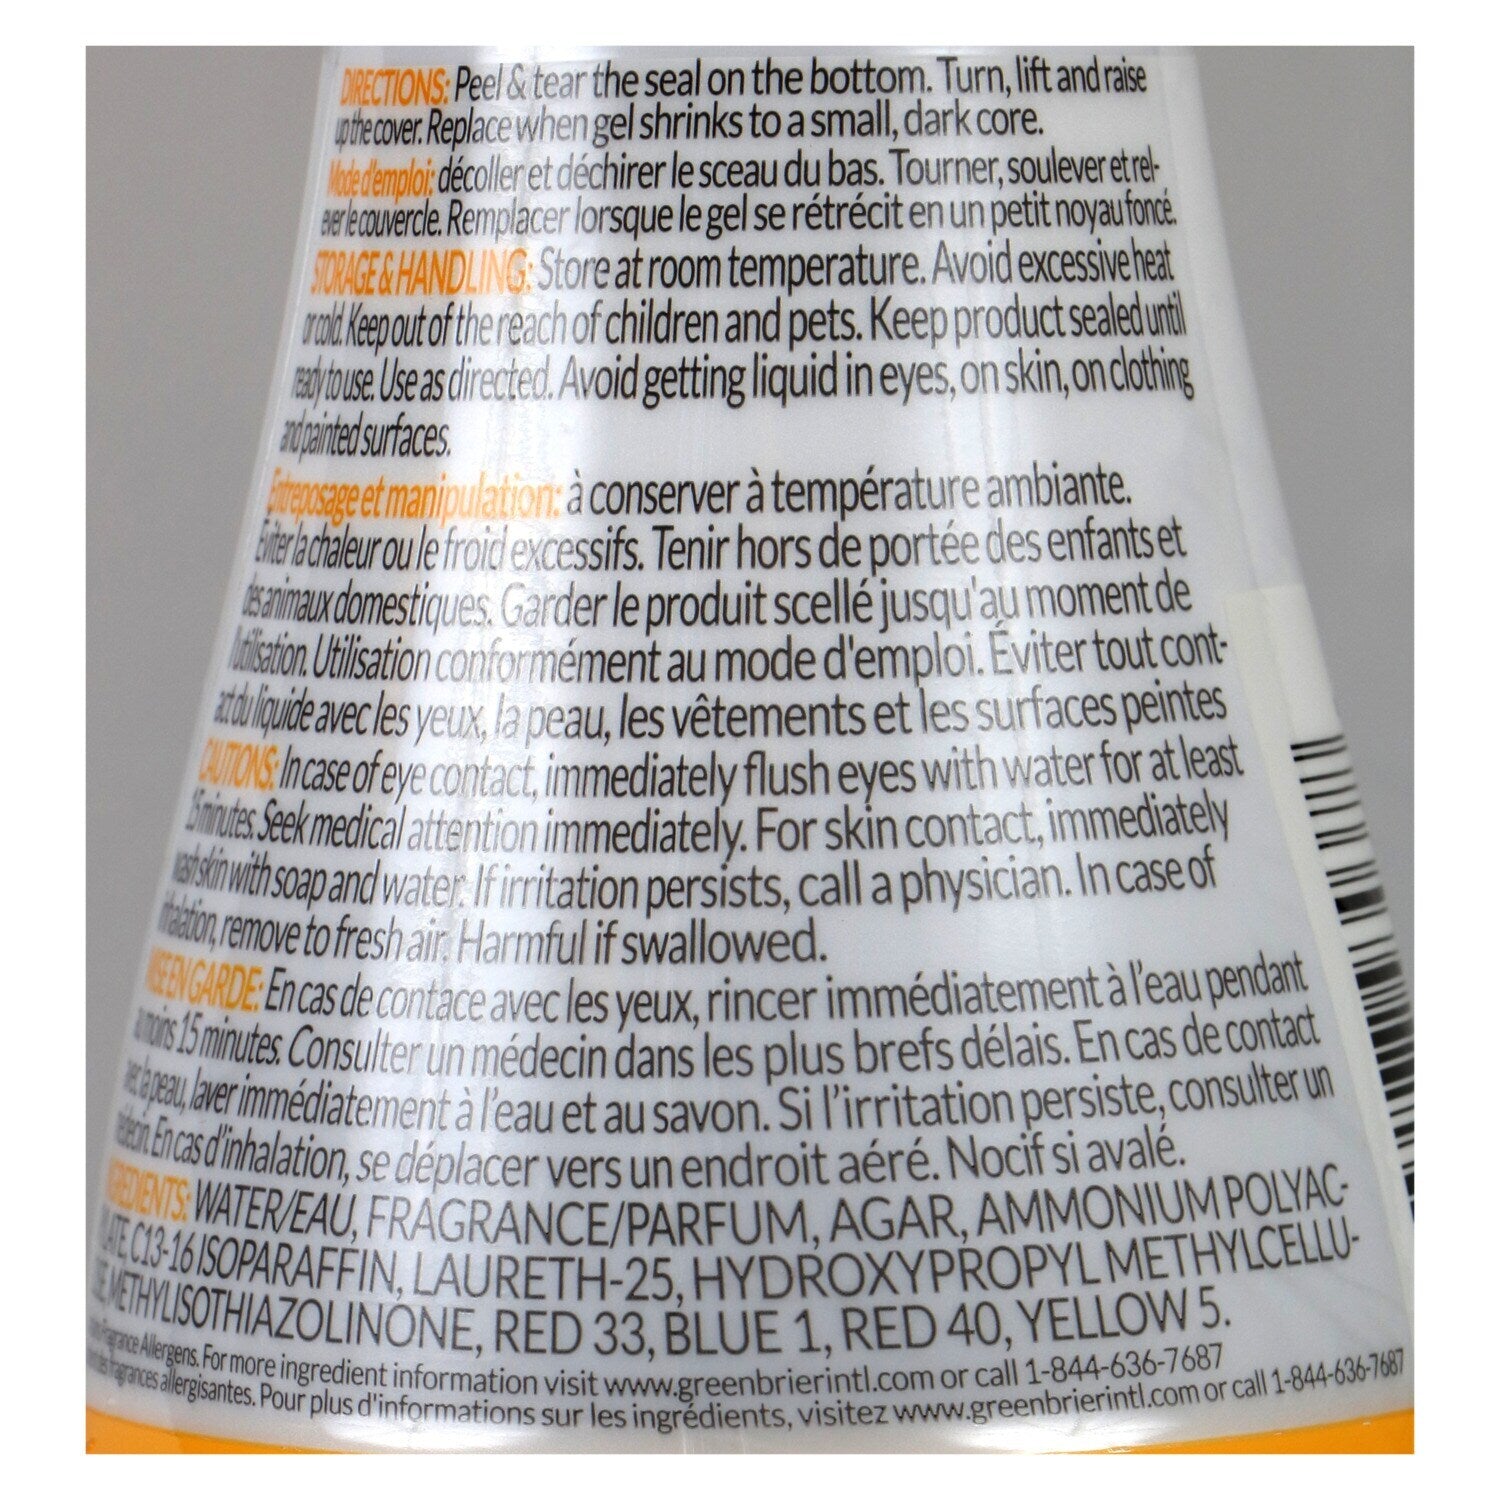 DIRECTIONS: Peel & tear the seal on the bottom. Turn, lift and raise
up the cover. Replace when gel shrinks to a small, dark core.
Mode d'emploi: décoller et déchirer le sceau du bas. Tourner, soulever et rel-
ever le couvercle. Remplacer lorsque le gel se rétrécit en un petit noyau foncé.
STORAGE & HANDLING: Store at room temperature. Avoid excessive heat
or cold. Keep out of the reach of children and pets. Keep product sealed until
ready to use. Use as directed. Avoid getting liquid in eyes, on skin, on clothing
and painted surfaces.
Entreposage et manipulation: à conserver à température ambiante.
Éviter la chaleur ou le froid excessifs. Tenir hors de portée des enfants et
des animaux domestiques. Garder le produit scellé jusqu'au moment de
l'utilisation. Utilisation conformément au mode d'emploi. Éviter tout cont-
act du liquide avec les yeux, la peau, les vêtements et les surfaces peintes
CAUTIONS: In case of eye contact, immediately flush eyes with water for at least
15 minutes. Seek medical attention immediately. For skin contact, immediately
wash skin with soap and water. If irritation persists, call a physician. In case of
inhalation, remove to fresh air. Harmful if swallowed.
MISE EN GARDE: En cas de contace avec les yeux, rincer immédiatement à l'eau pendant
au moins 15 minutes. Consulter un médecin dans les plus brefs délais. En cas de contact
avec la peau, laver immédiatement à l'eau et au savon. Si l'irritation persiste, consulter un
médecin. En cas d'inhalation, se déplacer vers un endroit aéré. Nocif si avalé.
INGREDIENTS: WATER/EAU, FRAGRANCE/PARFUM, AGAR, AMMONIUM POLYAC-
LATE, C13-16 ISOPARAFFIN, LAURETH-25, HYDROXYPROPYL METHYLCELLU-
METHYLISOTHIAZOLINONE, RED 33, BLUE 1, RED 40, YELLOW 5.
Fragrance Allergens. For more ingredient information visit www.greenbrierintl.com or call 1-844-636-7687
fragrances allergisantes. Pour plus d'informations sur les ingrédients, visitez www.greenbrierintl.com or call 1-844-636-7687